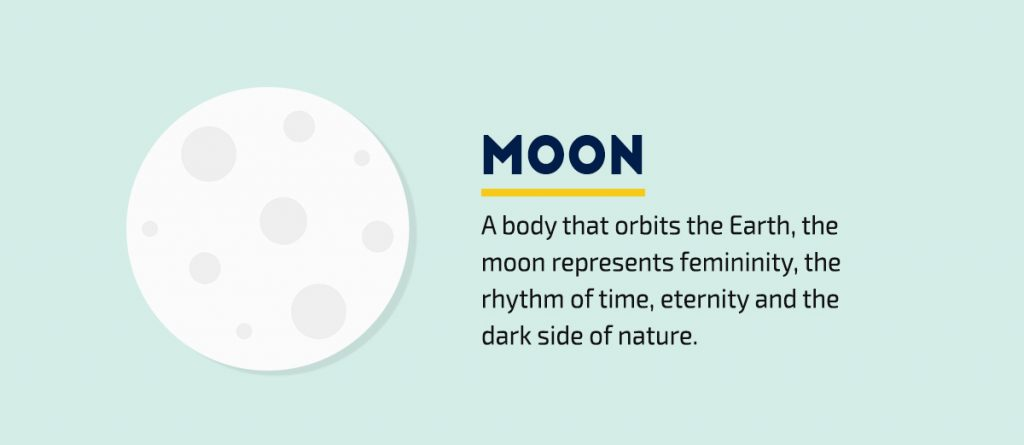 MOON
A body that orbits the Earth, the
moon represents femininity, the
rhythm of time, eternity and the
dark side of nature.